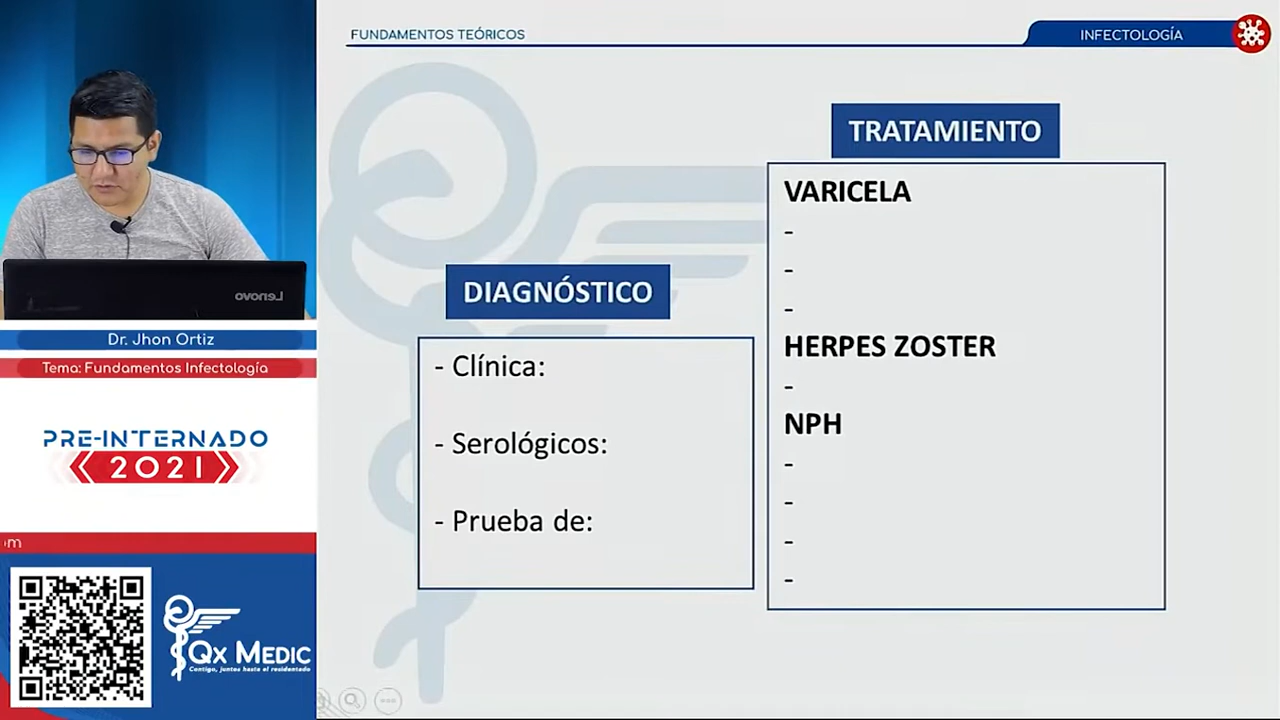 FUNDAMENTOS TEÓRICOS
INFECTOLOGÍA
TRATAMIENTO
VARICELA
-
-
-
HERPES ZOSTER
-
NPH
-
-
-
-
DIAGNÓSTICO
- Clínica:
- Serológicos:
- Prueba de:
Lenovo
Dr. Jhon Ortiz
Tema: Fundamentos Infectología
PRE-INTERNADO
2021
om
QX MEDIC
Contigo, juntos hasta el residentado